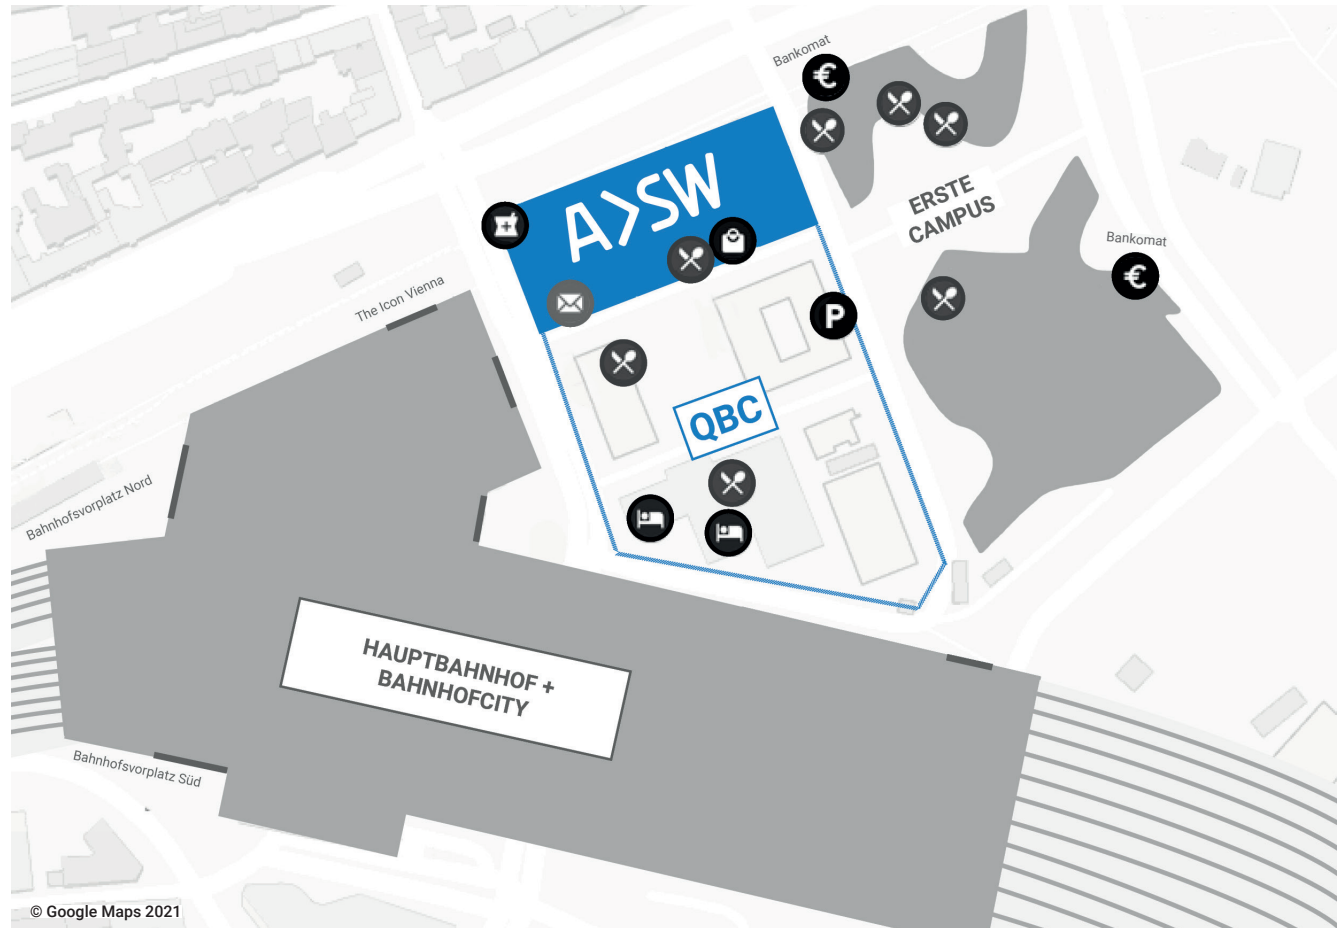 Bankomat
€
A>SW
ERSTE
CAMPUS
Bankomat
€
The Icon Vienna
P
QBC
Bahnhofsvorplatz Nord
HAUPTBAHNHOF +
BAHNHOFCITY
Bahnhofsvorplatz Süd
© Google Maps 2021